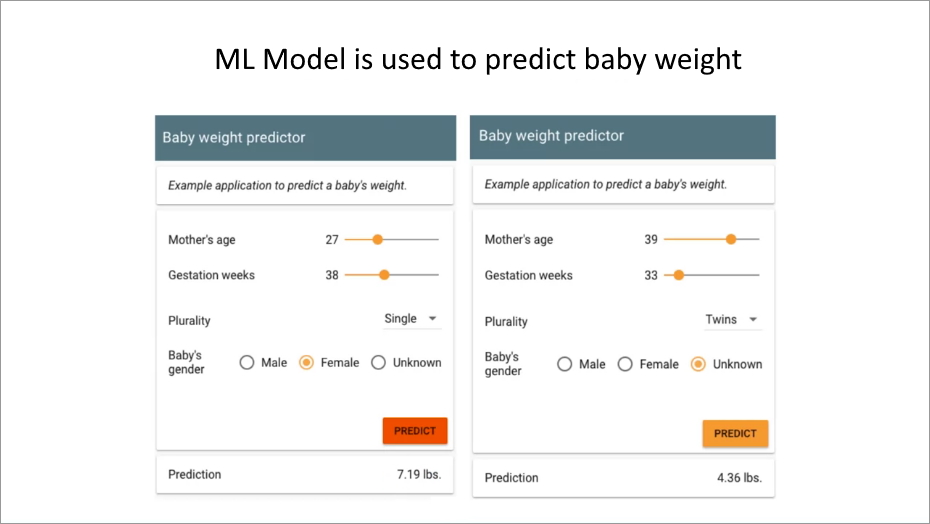 ML Model is used to predict baby weight
Baby weight predictor
Example application to predict a baby's weight.
Mother's age 27
Gestation weeks 38
Plurality Single
Baby's gender Male Female Unknown
PREDICT
Prediction 7.19 lbs.
Baby weight predictor
Example application to predict a baby's weight.
Mother's age 39
Gestation weeks 33
Plurality Twins
Baby's gender Male Female Unknown
PREDICT
Prediction 4.36 lbs.